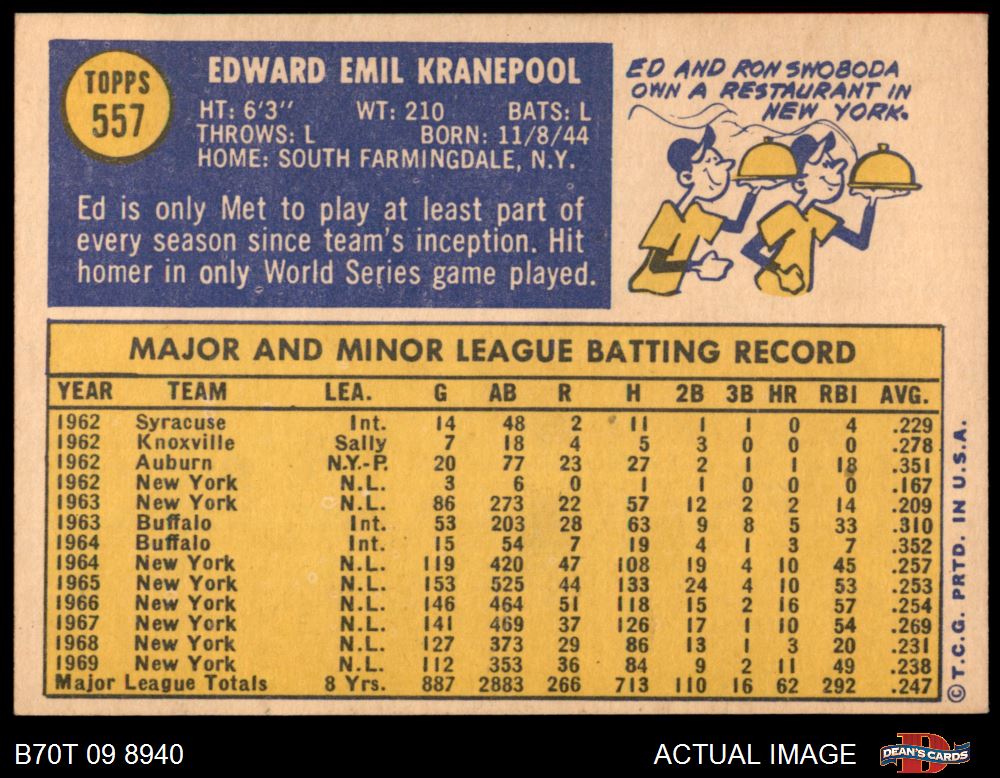 TOPPS
557
EDWARD EMIL KRANEPOOL
HT: 6'3" WT: 210 BATS: L
THROWS: L BORN: 11/8/44
HOME: SOUTH FARMINGDALE, N.Y.
Ed is only Met to play at least part of
every season since team's inception. Hit
homer in only World Series game played.
ED AND RON SWOBODA
OWN A RESTAURANT IN
NEW YORK.
MAJOR AND MINOR LEAGUE BATTING RECORD
YEAR TEAM LEA. G AB R H 2B 3B HR RBI AVG.
1962 Syracuse Int. 14 48 2 11 1 1 0 4 .229
1962 Knoxville Sally 7 18 4 5 3 0 0 0 .278
1962 Auburn N.Y.-P. 20 77 23 27 2 1 1 18 .351
1962 New York N.L. 3 6 0 1 1 0 0 0 .167
1963 New York N.L. 86 273 22 57 12 2 2 14 .209
1963 Buffalo Int. 53 203 28 63 9 8 5 33 .310
1964 Buffalo Int. 15 54 7 19 4 1 3 7 .352
1964 New York N.L. 119 420 47 108 19 4 10 45 .257
1965 New York N.L. 153 525 44 133 24 4 10 53 .253
1966 New York N.L. 146 464 51 118 15 2 16 57 .254
1967 New York N.L. 141 469 37 126 17 1 10 54 .269
1968 New York N.L. 127 373 29 86 13 1 3 20 .231
1969 New York N.L. 112 353 36 84 9 2 11 49 .238
Major League Totals 8 Yrs. 887 2883 266 713 110 16 62 292 .247
© T.C.G. PRTD. IN U.S.A.
B70T 09 8940
ACTUAL IMAGE
D
DEAN'S CARDS